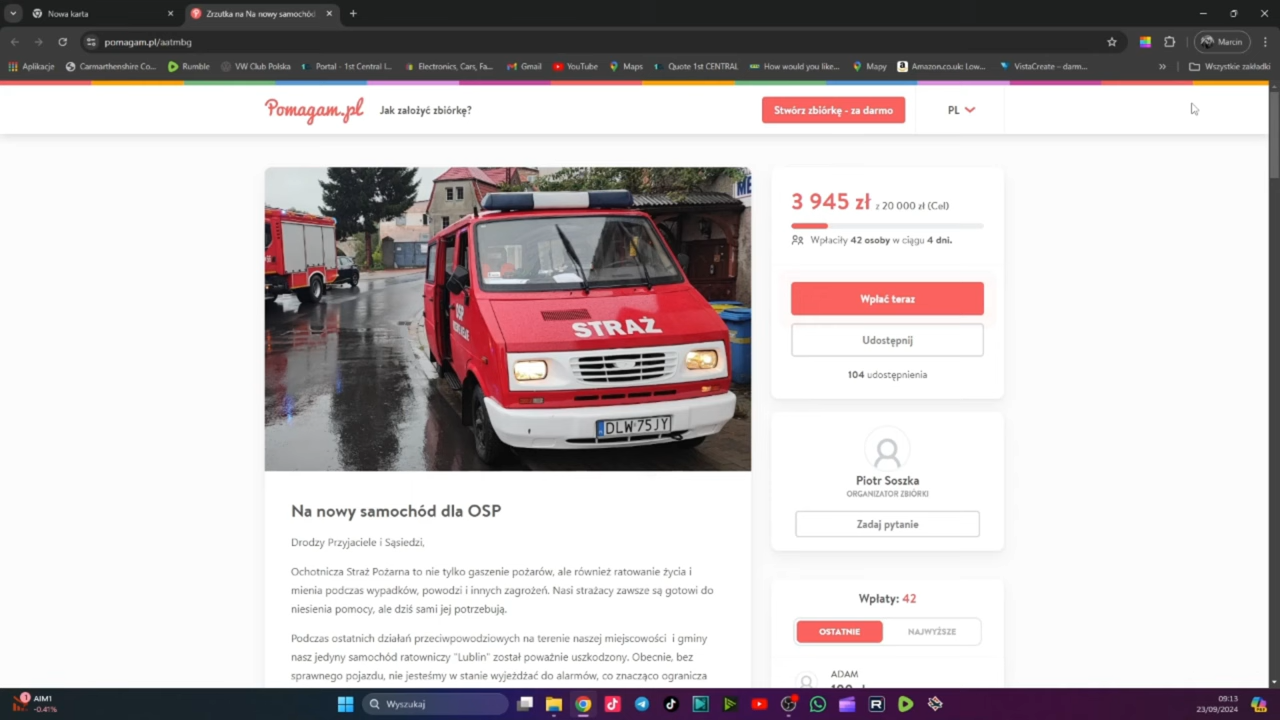 Nowa karta
Zrzutka na Na nowy samochód
pomagam.pl/aatmbg
Marcin
Aplikacje
Carmarthenshire Co...
Rumble
VW Club Polska
Portal - 1st Central I...
Electronics, Cars, Fa...
Gmail
YouTube
Maps
Quote 1st CENTRAL
How would you like...
Mapy
Amazon.co.uk: Low...
VistaCreate – darm...
Wszystkie zakładki
Pomagam.pl
Jak założyć zbiórkę?
Stwórz zbiórkę - za darmo
PL
STRAŻ
OSP
DLW 75JY
3 945 zł z 20 000 zł (Cel)
Wpłaciły 42 osoby w ciągu 4 dni.
Wpłać teraz
Udostępnij
104 udostępnienia
Piotr Soszka
ORGANIZATOR ZBIÓRKI
Zadaj pytanie
Na nowy samochód dla OSP
Drodzy Przyjaciele i Sąsiedzi,
Ochotnicza Straż Pożarna to nie tylko gaszenie pożarów, ale również ratowanie życia i
mienia podczas wypadków, powodzi i innych zagrożeń. Nasi strażacy zawsze są gotowi do
niesienia pomocy, ale dziś sami jej potrzebują.
Podczas ostatnich działań przeciwpowodziowych na terenie naszej miejscowości i gminy
nasz jedyny samochód ratowniczy "Lublin" został poważnie uszkodzony. Obecnie, bez
sprawnego pojazdu, nie jesteśmy w stanie wyjeżdżać do alarmów, co znacząco ogranicza
Wpłaty: 42
OSTATNIE
NAJWYŻSZE
ADAM
AIM1
-0.41%
1
Wyszukaj
09:13
23/09/2024